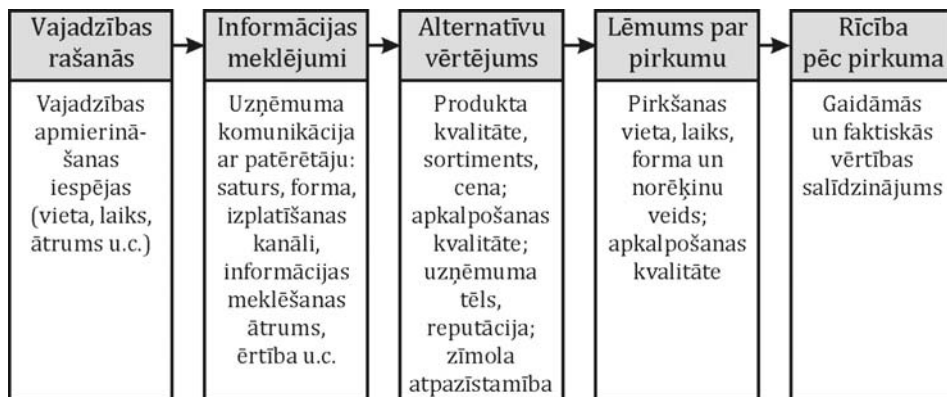 Vajadzības
rašanās
Vajadzības
apmierinā-
šanas
iespējas
(vieta, laiks,
ātrums u.c.)
Informācijas
meklējumi
Uzņēmuma
komunikācija
ar patērētāju:
saturs, forma,
izplatīšanas
kanāli,
informācijas
meklēšanas
ātrums,
ērtība u.c.
Alternatīvu
vērtējums
Produkta
kvalitāte,
sortiments,
cena;
apkalpošanas
kvalitāte;
uzņēmuma
tēls,
reputācija;
zīmola
atpazīstamība
Lēmums par
pirkumu
Pirkšanas
vieta, laiks,
forma un
norēķinu
veids;
apkalpošanas
kvalitāte
Rīcība
pēc pirkuma
Gaidāmās
un faktiskās
vērtības
salīdzinājums